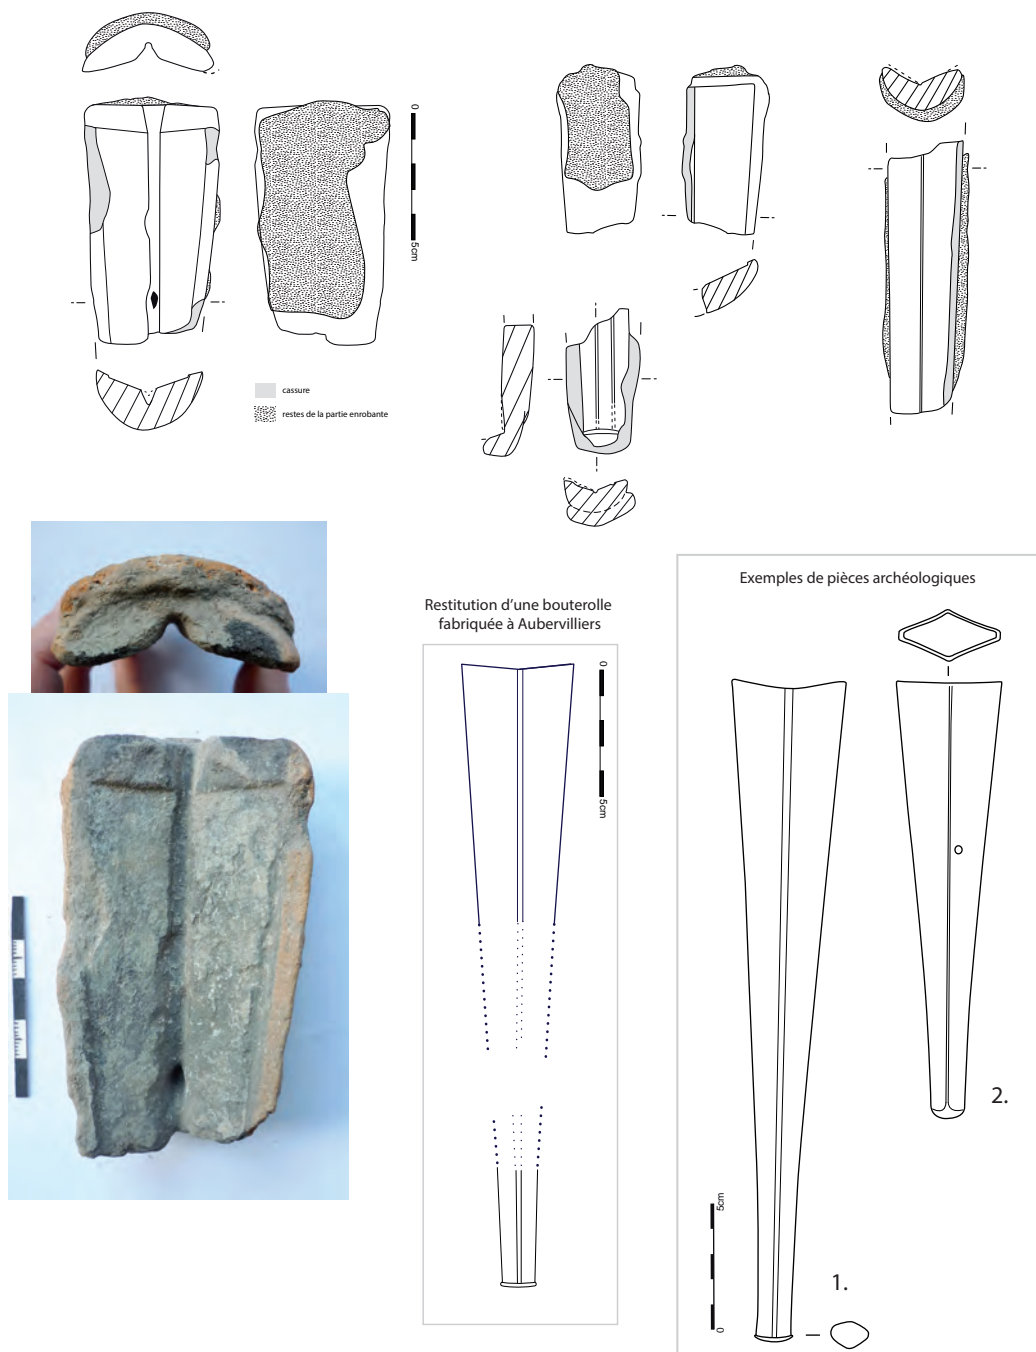 0
5cm
cassure
restes de la partie enrobante
Restitution d'une bouterolle
fabriquée à Aubervilliers
0
5cm
Exemples de pièces archéologiques
2.
1.
5cm
0